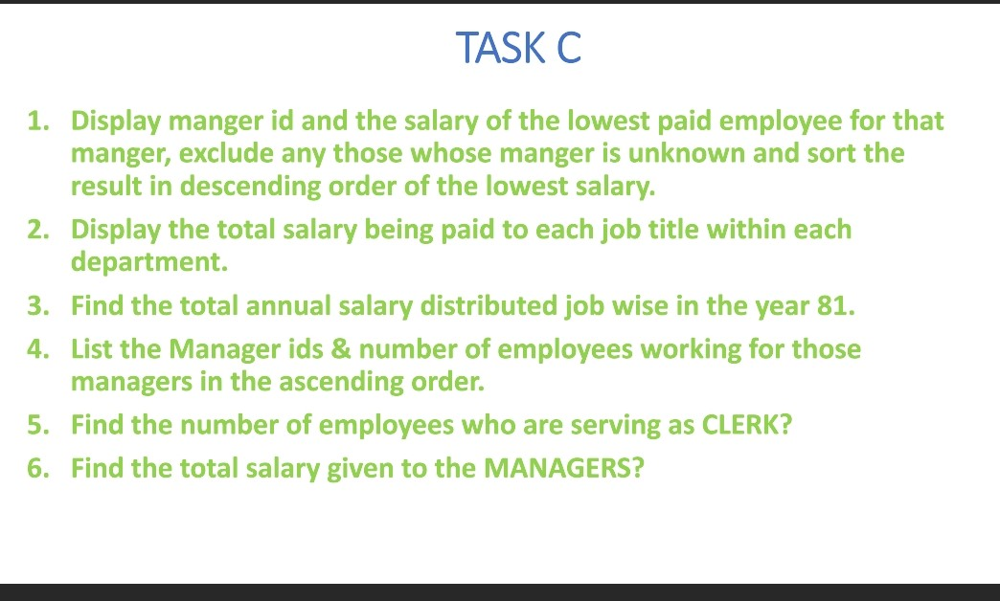 TASK C
1. Display manger id and the salary of the lowest paid employee for that
manger, exclude any those whose manger is unknown and sort the
result in descending order of the lowest salary.
2. Display the total salary being paid to each job title within each
department.
3. Find the total annual salary distributed job wise in the year 81.
4. List the Manager ids & number of employees working for those
managers in the ascending order.
5. Find the number of employees who are serving as CLERK?
6. Find the total salary given to the MANAGERS?